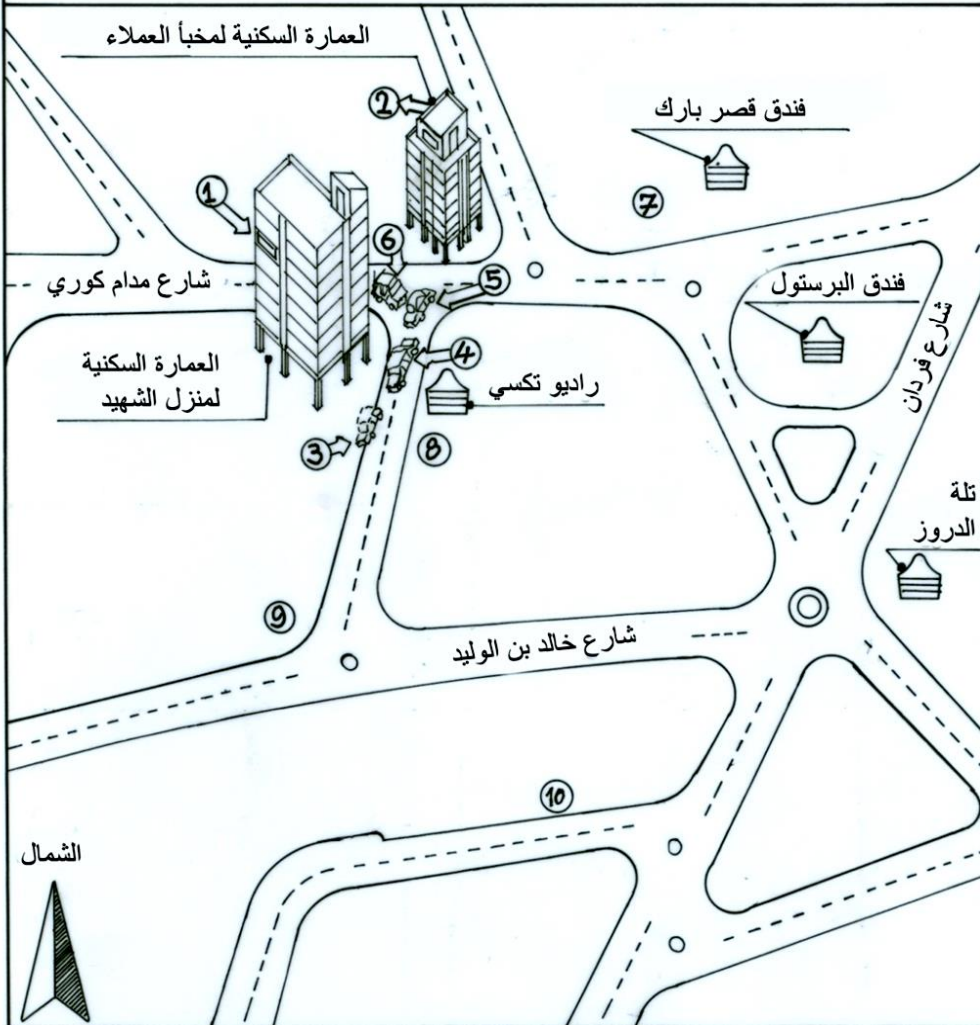 العمارة السكنية لمخبأ العملاء
②
فندق قصر بارك
①
⑦
⑥
شارع مدام كوري
⑤
فندق البرستول
شارع فردان
④
العمارة السكنية
لمنزل الشهيد
راديو تكسي
③
⑧
تلة
الدروز
⑨
شارع خالد بن الوليد
⑩
الشمال